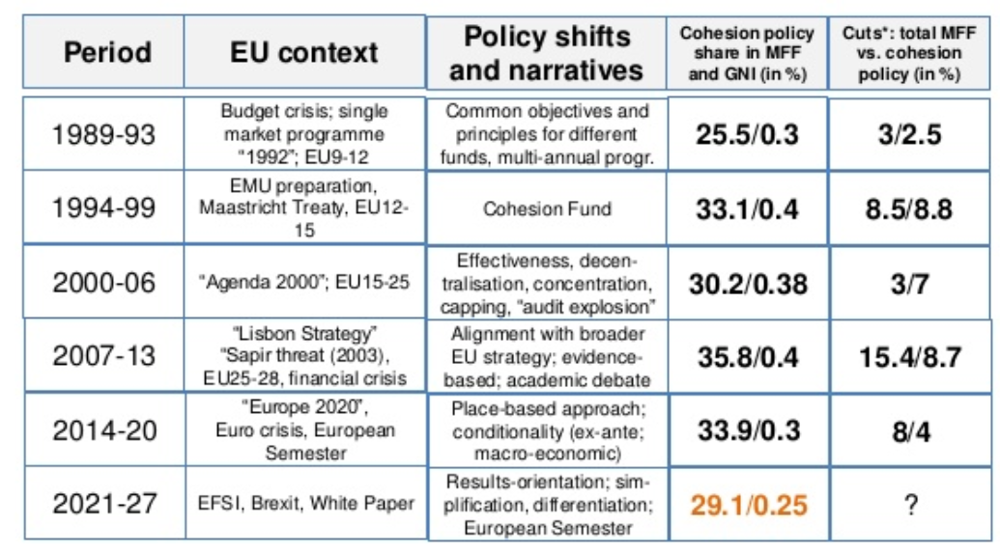 Period
EU context
Policy shifts
and narratives
Cohesion policy
share in MFF
and GNI (in %)
Cuts*: total MFF
vs. cohesion
policy (in %)
1989-93
Budget crisis; single
market programme
“1992”; EU9-12
Common objectives and
principles for different
funds, multi-annual progr.
25.5/0.3
3/2.5
1994-99
EMU preparation,
Maastricht Treaty, EU12-
15
Cohesion Fund
33.1/0.4
8.5/8.8
2000-06
“Agenda 2000”; EU15-25
Effectiveness, decen-
tralisation, concentration,
capping, “audit explosion”
30.2/0.38
3/7
2007-13
“Lisbon Strategy”
“Sapir threat (2003),
EU25-28, financial crisis
Alignment with broader
EU strategy; evidence-
based; academic debate
35.8/0.4
15.4/8.7
2014-20
“Europe 2020”,
Euro crisis, European
Semester
Place-based approach;
conditionality (ex-ante;
macro-economic)
33.9/0.3
8/4
2021-27
EFSI, Brexit, White Paper
Results-orientation; sim-
plification, differentiation;
European Semester
29.1/0.25
?